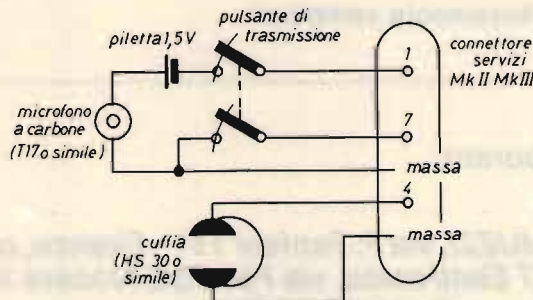 piletta 1,5V
pulsante di
trasmissione
connettore
servizi
Mk II Mk III
microfono
a carbone
(T17 o simile)
1
7
massa
4
massa
cuffia
(HS 30 o
simile)